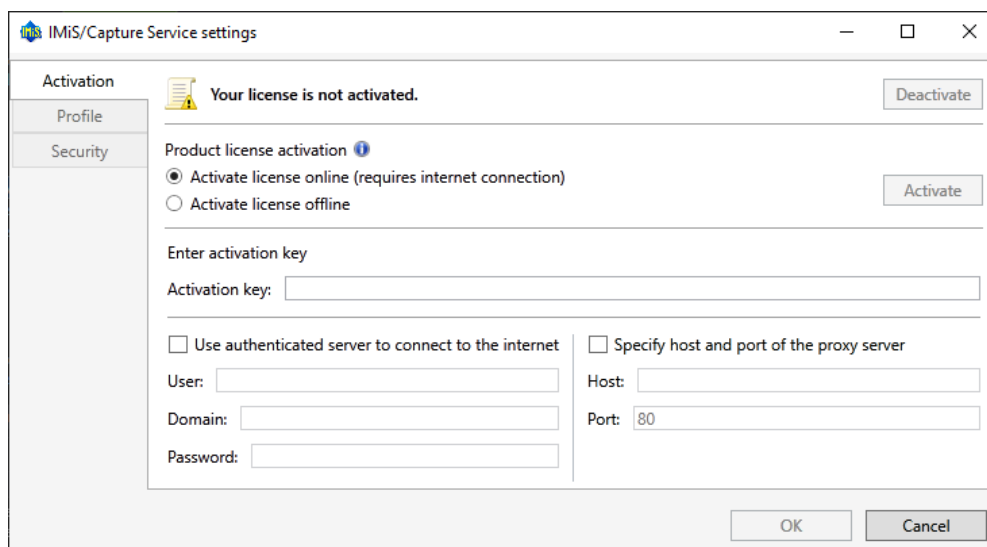 IMiS/Capture Service settings
Activation
Profile
Security
Your license is not activated.
Deactivate
Product license activation
Activate license online (requires internet connection)
Activate license offline
Activate
Enter activation key
Activation key:
Use authenticated server to connect to the internet
User:
Domain:
Password:
Specify host and port of the proxy server
Host:
Port: 80
OK
Cancel